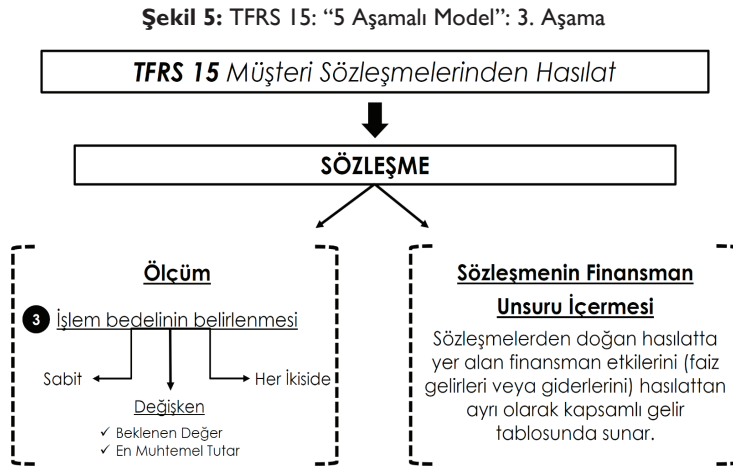 Şekil 5: TFRS 15: “5 Aşamalı Model”: 3. Aşama
TFRS 15 Müşteri Sözleşmelerinden Hasılat
SÖZLEŞME
Ölçüm
3 İşlem bedelinin belirlenmesi
Sabit
Her İkiside
Değişken
✓ Beklenen Değer
✓ En Muhtemel Tutar
Sözleşmenin Finansman
Unsuru İçermesi
Sözleşmelerden doğan hasılatta
yer alan finansman etkilerini (faiz
gelirleri veya giderlerini) hasılattan
ayrı olarak kapsamlı gelir
tablosunda sunar.